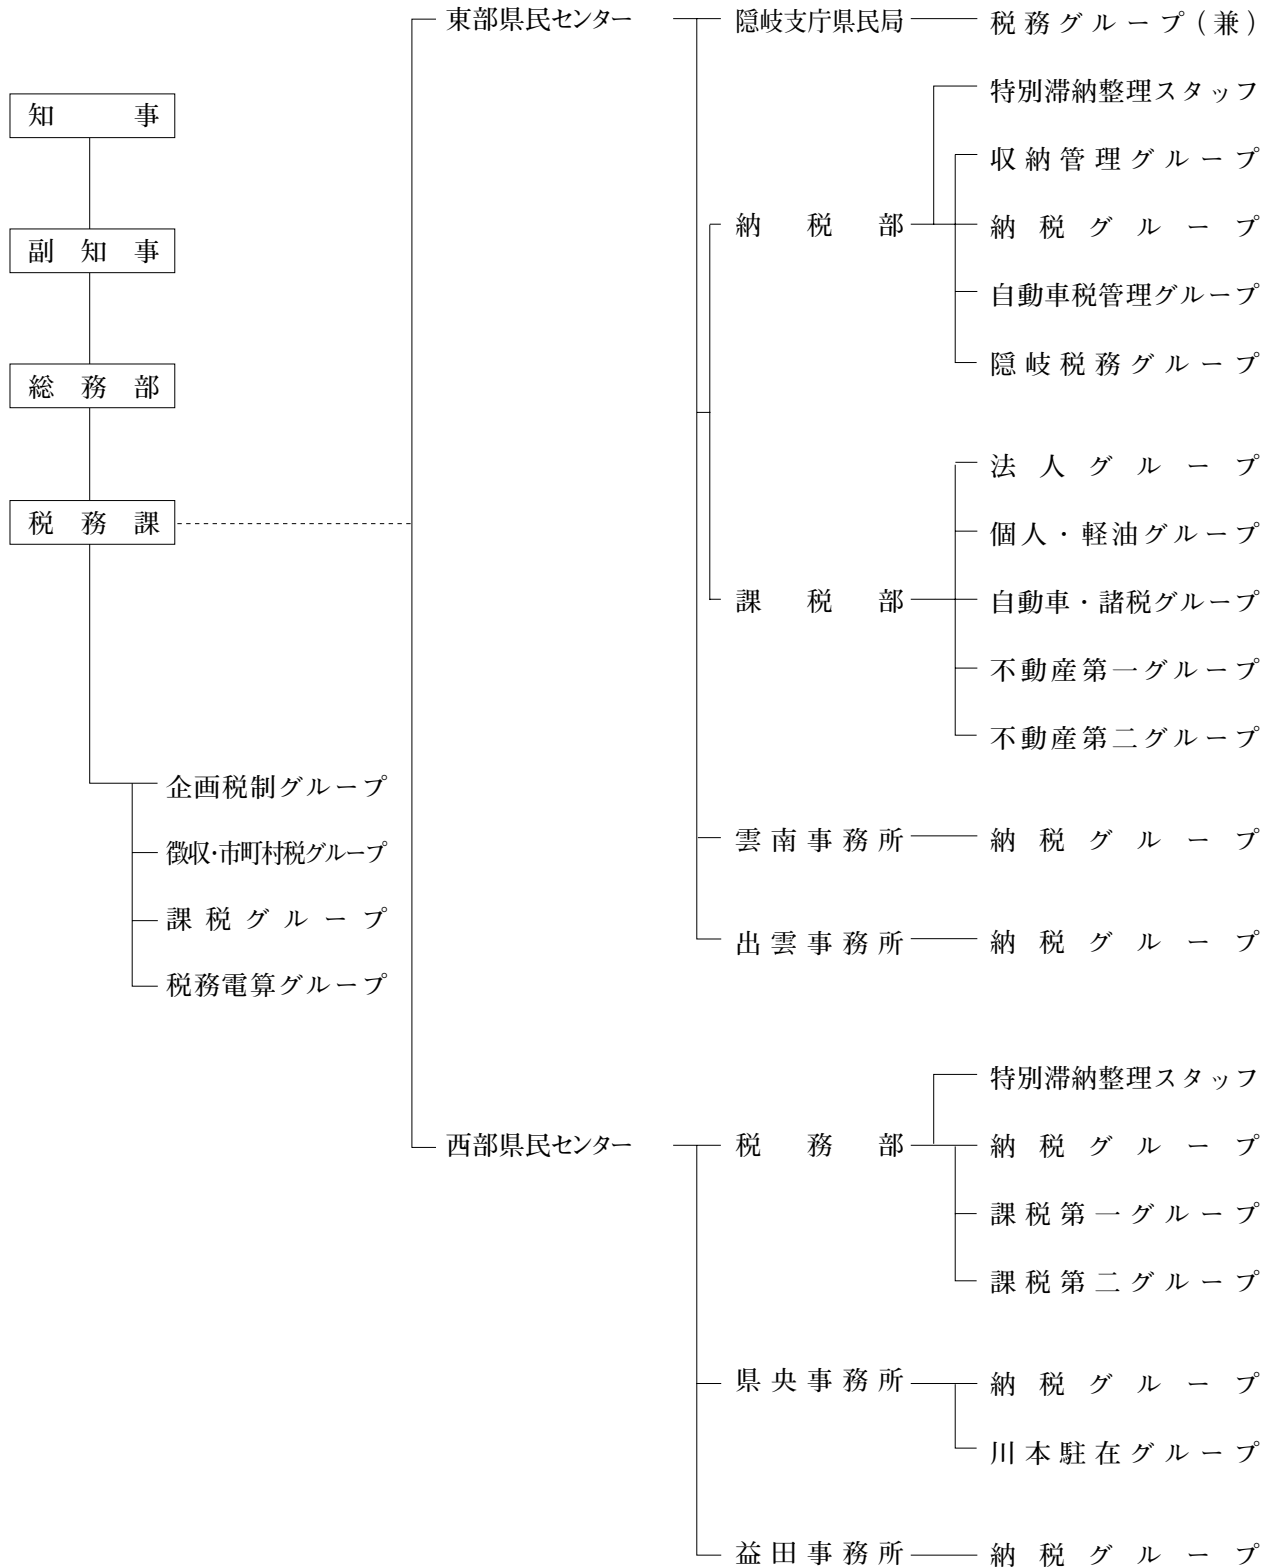 東部県民センター 隠岐支庁県民局 税務グループ(兼)
知事
特別滞納整理スタッフ
収納管理グループ
副知事
納税部 納税グループ
自動車税管理グループ
隠岐税務グループ
総務部
法人グループ
税務課
個人・軽油グループ
課税部 自動車・諸税グループ
不動産第一グループ
不動産第二グループ
企画税制グループ
徴収・市町村税グループ
課税グループ
税務電算グループ
雲南事務所 納税グループ
出雲事務所 納税グループ
特別滞納整理スタッフ
西部県民センター 税務部 納税グループ
課税第一グループ
課税第二グループ
県央事務所 納税グループ
川本駐在グループ
益田事務所 納税グループ